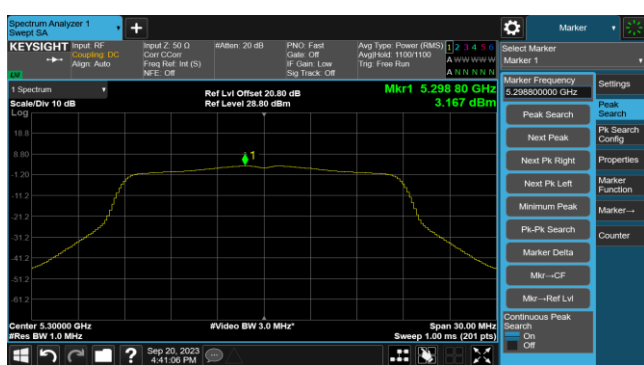 Spectrum Analyzer 1
Swept SA
Marker
KEYSIGHT
Input: RF
Coupling: DC
Align: Auto
Input Z: 50 Ω
Corr CCorr
Freq Ref: Int (S)
NFE: Off
#Atten: 20 dB
PNO: Fast
Gate: Off
IF Gain: Low
Sig Track: Off
Avg Type: Power (RMS)
Avg|Hold: 1100/1100
Trig: Free Run
1 2 3 4 5 6
A W W W W W
A N N N N N
Select Marker
Marker 1
LXI
1 Spectrum
Scale/Div 10 dB
Log
Ref Lvl Offset 20.80 dB
Ref Level 28.80 dBm
Mkr1 5.298 80 GHz
3.167 dBm
18.8
8.80
-1.20
-11.2
-21.2
-31.2
-41.2
-51.2
-61.2
1
Center 5.30000 GHz
#Res BW 1.0 MHz
#Video BW 3.0 MHz*
Span 30.00 MHz
Sweep 1.00 ms (201 pts)
Marker Frequency
5.298800000 GHz
Peak Search
Next Peak
Next Pk Right
Next Pk Left
Minimum Peak
Pk-Pk Search
Marker Delta
Mkr→CF
Mkr→Ref Lvl
Continuous Peak
Search
On
Off
Settings
Peak
Search
Pk Search
Config
Properties
Marker
Function
Marker→
Counter
?
Sep 20, 2023
4:41:06 PM